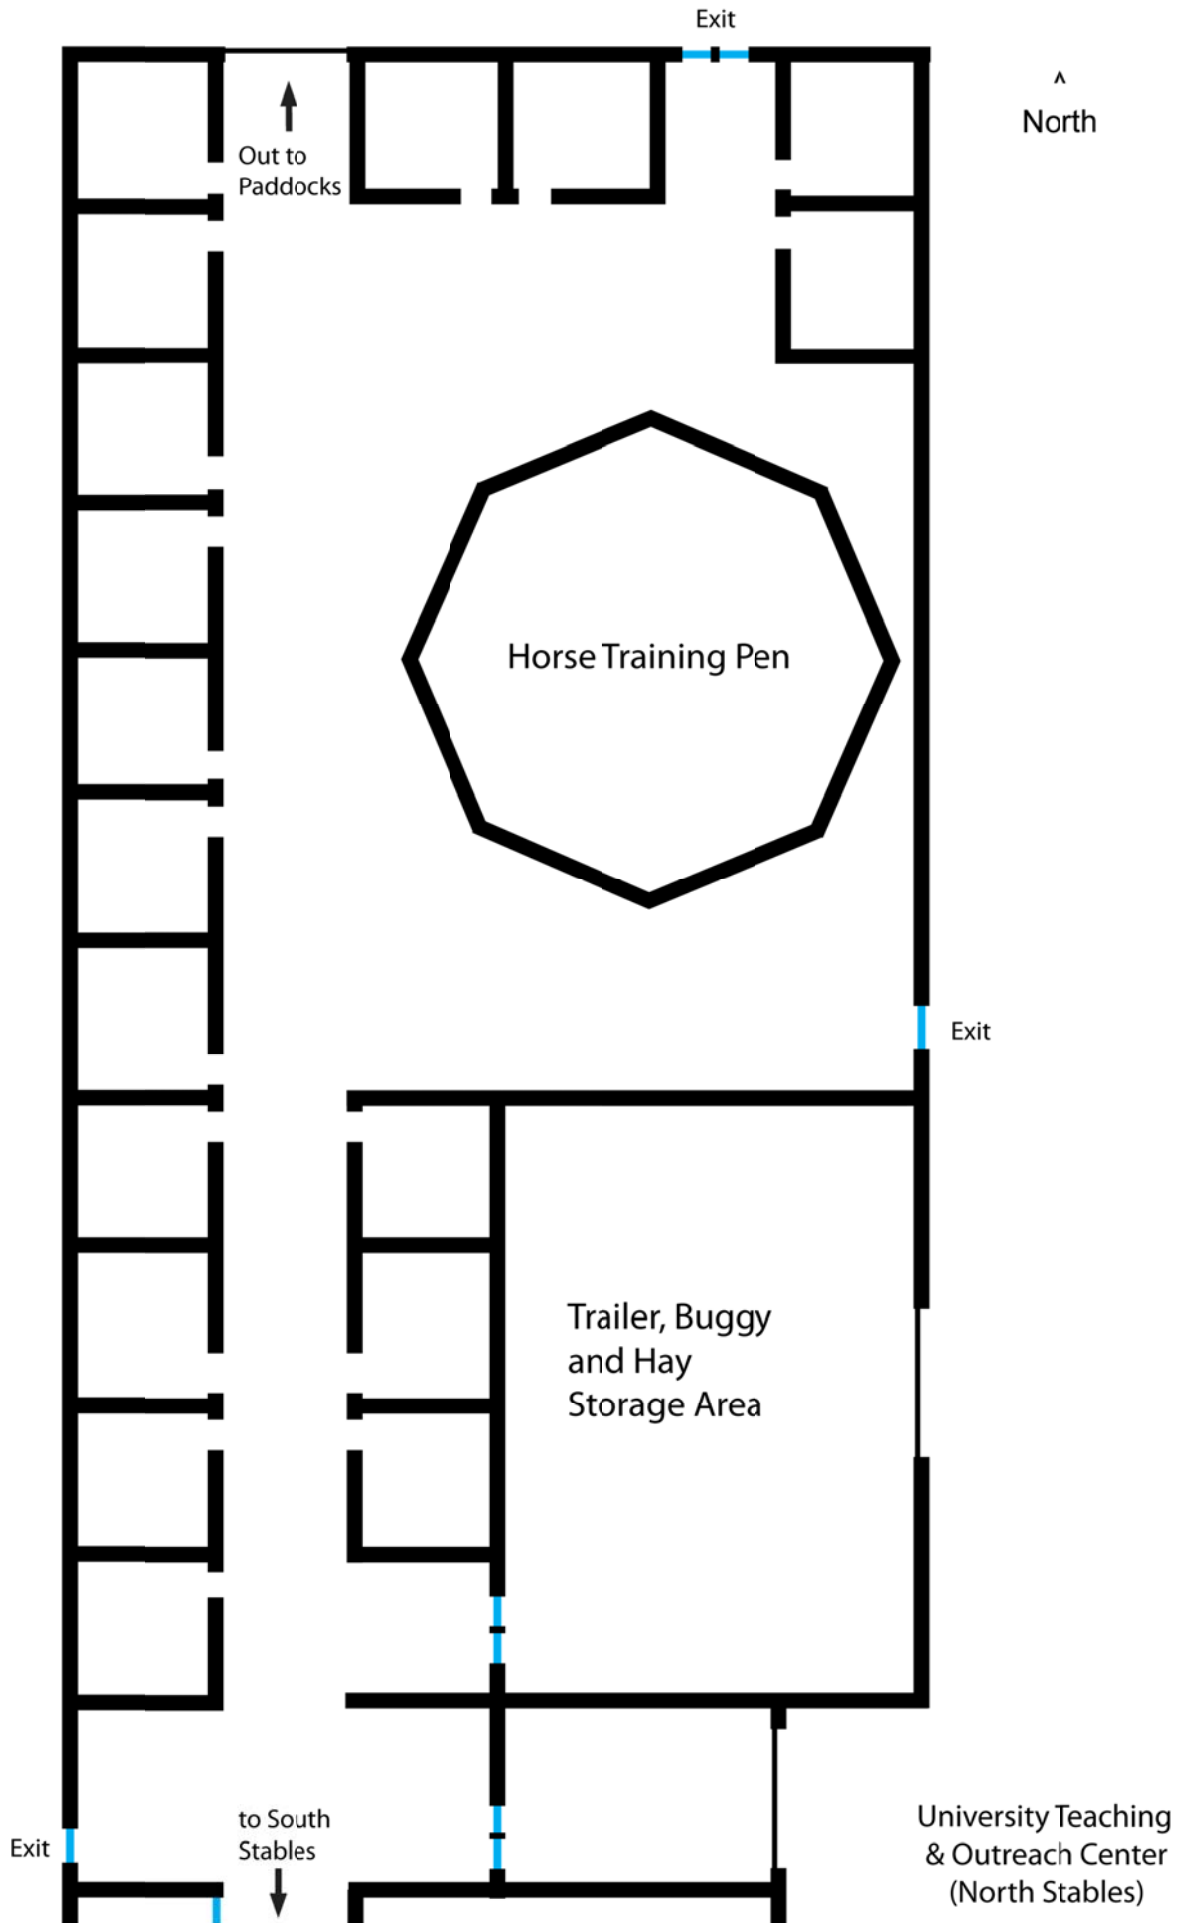 Exit
^
North
Out to
Paddocks
Horse Training Pen
Exit
Trailer, Buggy
and Hay
Storage Area
to South
Stables
Exit
University Teaching
& Outreach Center
(North Stables)